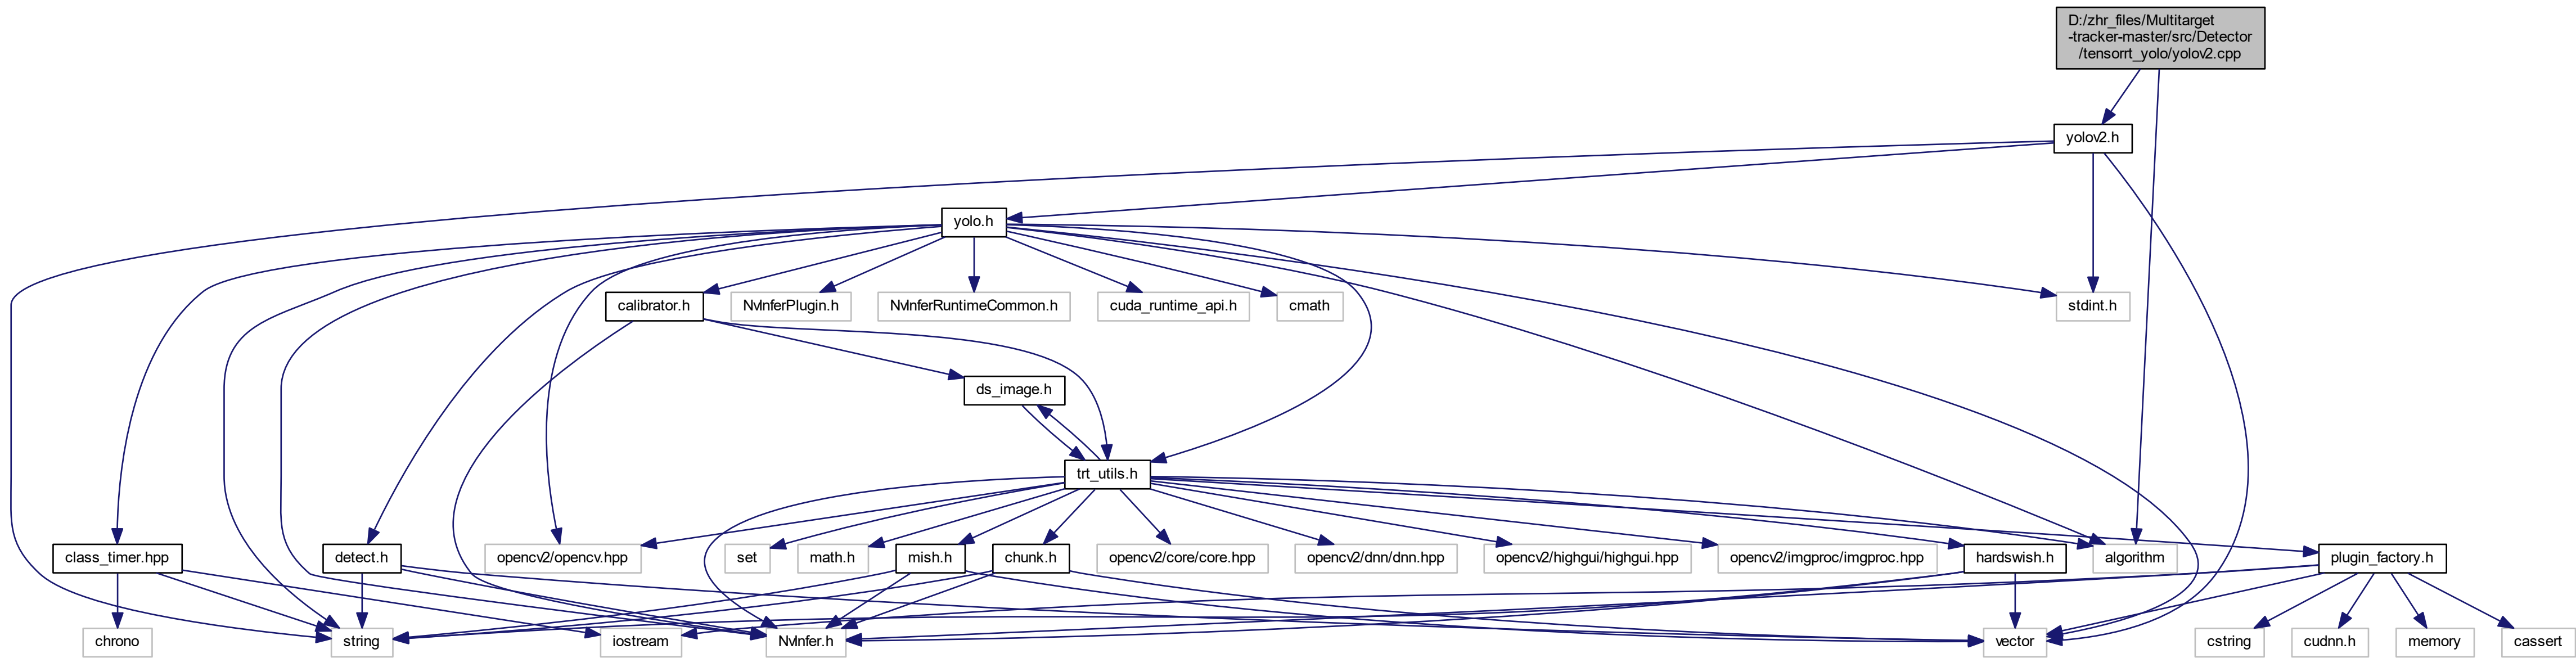 D:/zhr_files/Multitarget
-tracker-master/src/Detector
/tensorrt_yolo/yolov2.cpp
yolov2.h
yolo.h
calibrator.h
NvInferPlugin.h
NvInferRuntimeCommon.h
cuda_runtime_api.h
cmath
stdint.h
ds_image.h
trt_utils.h
class_timer.hpp
detect.h
opencv2/opencv.hpp
set
math.h
mish.h
chunk.h
opencv2/core/core.hpp
opencv2/dnn/dnn.hpp
opencv2/highgui/highgui.hpp
opencv2/imgproc/imgproc.hpp
hardswish.h
algorithm
plugin_factory.h
chrono
string
iostream
NvInfer.h
vector
cstring
cudnn.h
memory
cassert